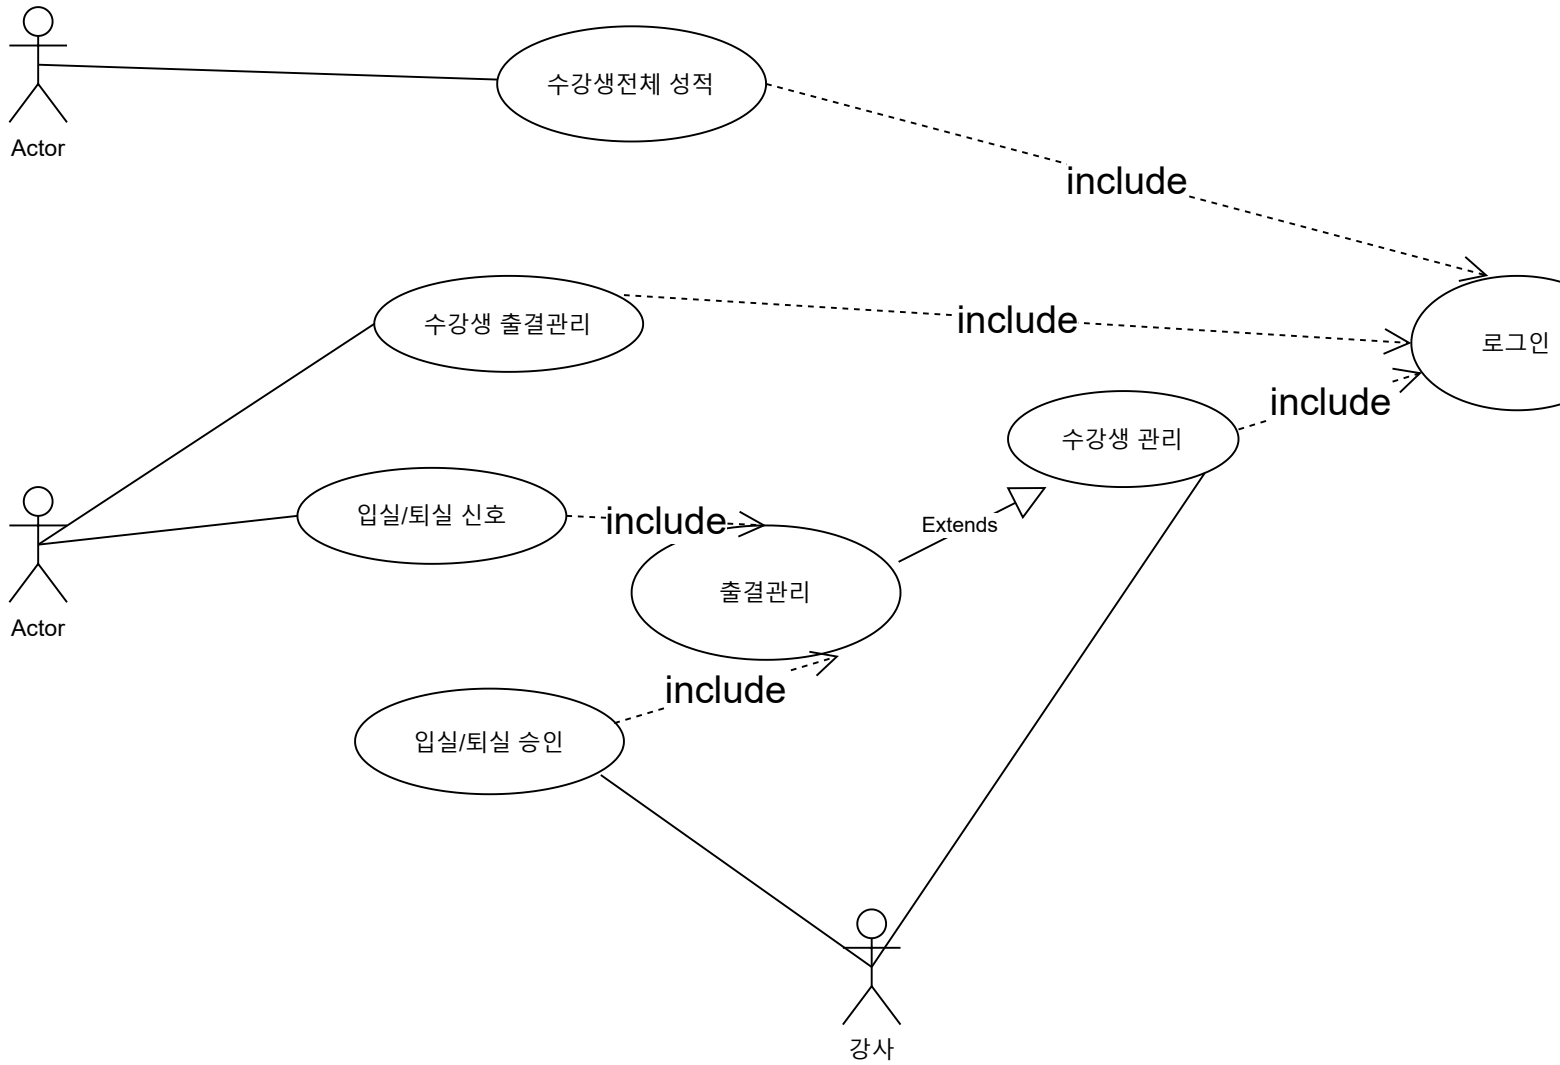 수강생전체 성적
Actor
include
수강생 출결관리
include
로그인
include
수강생 관리
입실/퇴실 신호
include
Extends
출결관리
Actor
include
입실/퇴실 승인
강사